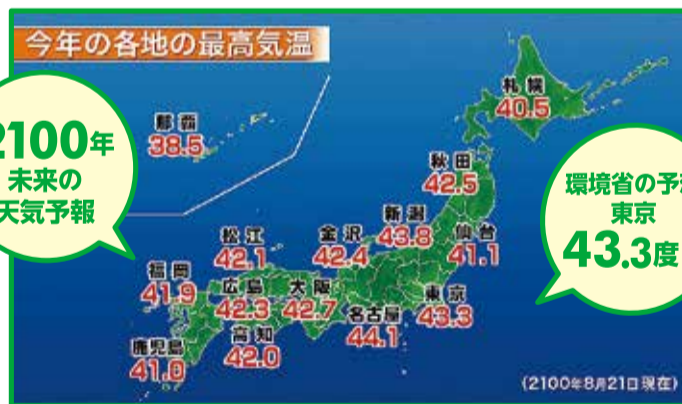 今年の各地の最高気温
2100年
未来の
天気予報
那覇
38.5
札幌
40.5
秋田
42.5
環境省の予
東京
43.3度
新潟
43.8
仙台
41.1
金沢
42.4
松江
42.1
福岡
41.9
広島
42.3
大阪
42.7
東京
43.3
名古屋
44.1
高知
42.0
鹿児島
41.0
(2100年8月21日現在)